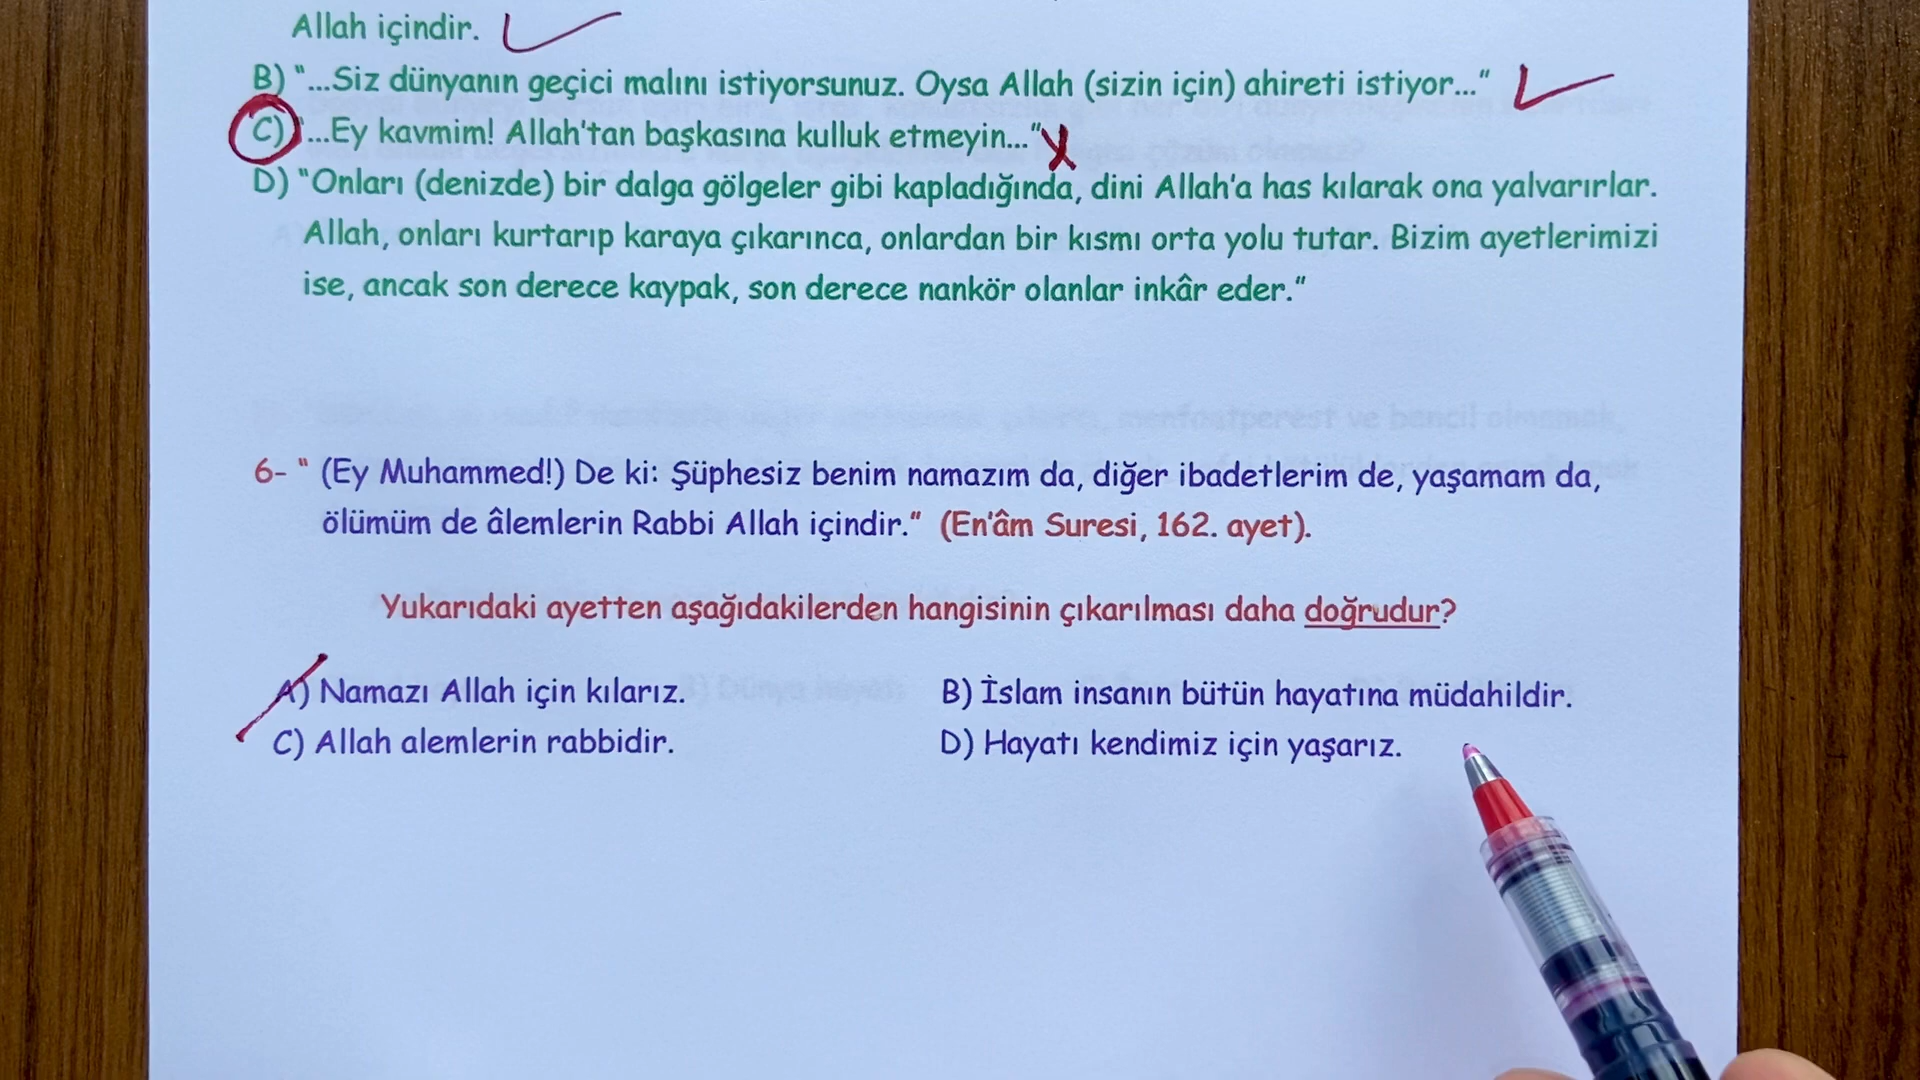 Allah içindir.
B) "...Siz dünyanın geçici malını istiyorsunuz. Oysa Allah (sizin için) ahireti istiyor..."
C) "...Ey kavmim! Allah'tan başkasına kulluk etmeyin..."
D) "Onları (denizde) bir dalga gölgeler gibi kapladığında, dini Allah'a has kılarak ona yalvarırlar.
Allah, onları kurtarıp karaya çıkarınca, onlardan bir kısmı orta yolu tutar. Bizim ayetlerimizi
ise, ancak son derece kaypak, son derece nankör olanlar inkâr eder."
6- " (Ey Muhammed!) De ki: Şüphesiz benim namazım da, diğer ibadetlerim de, yaşamam da,
ölümüm de âlemlerin Rabbi Allah içindir." (En'âm Suresi, 162. ayet).
Yukarıdaki ayetten aşağıdakilerden hangisinin çıkarılması daha doğrudur?
A) Namazı Allah için kılarız. B) İslam insanın bütün hayatına müdahildir.
C) Allah alemlerin rabbidir. D) Hayatı kendimiz için yaşarız.